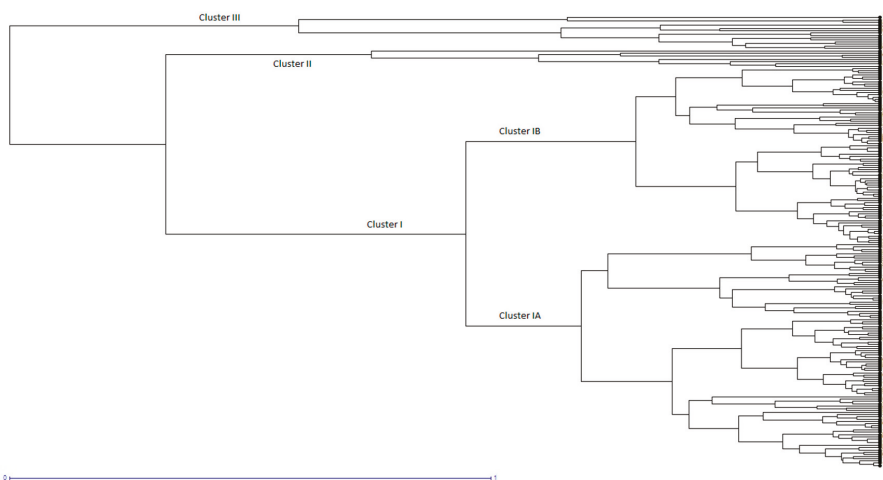 Cluster III
Cluster II
Cluster IB
Cluster I
Cluster IA
0 1